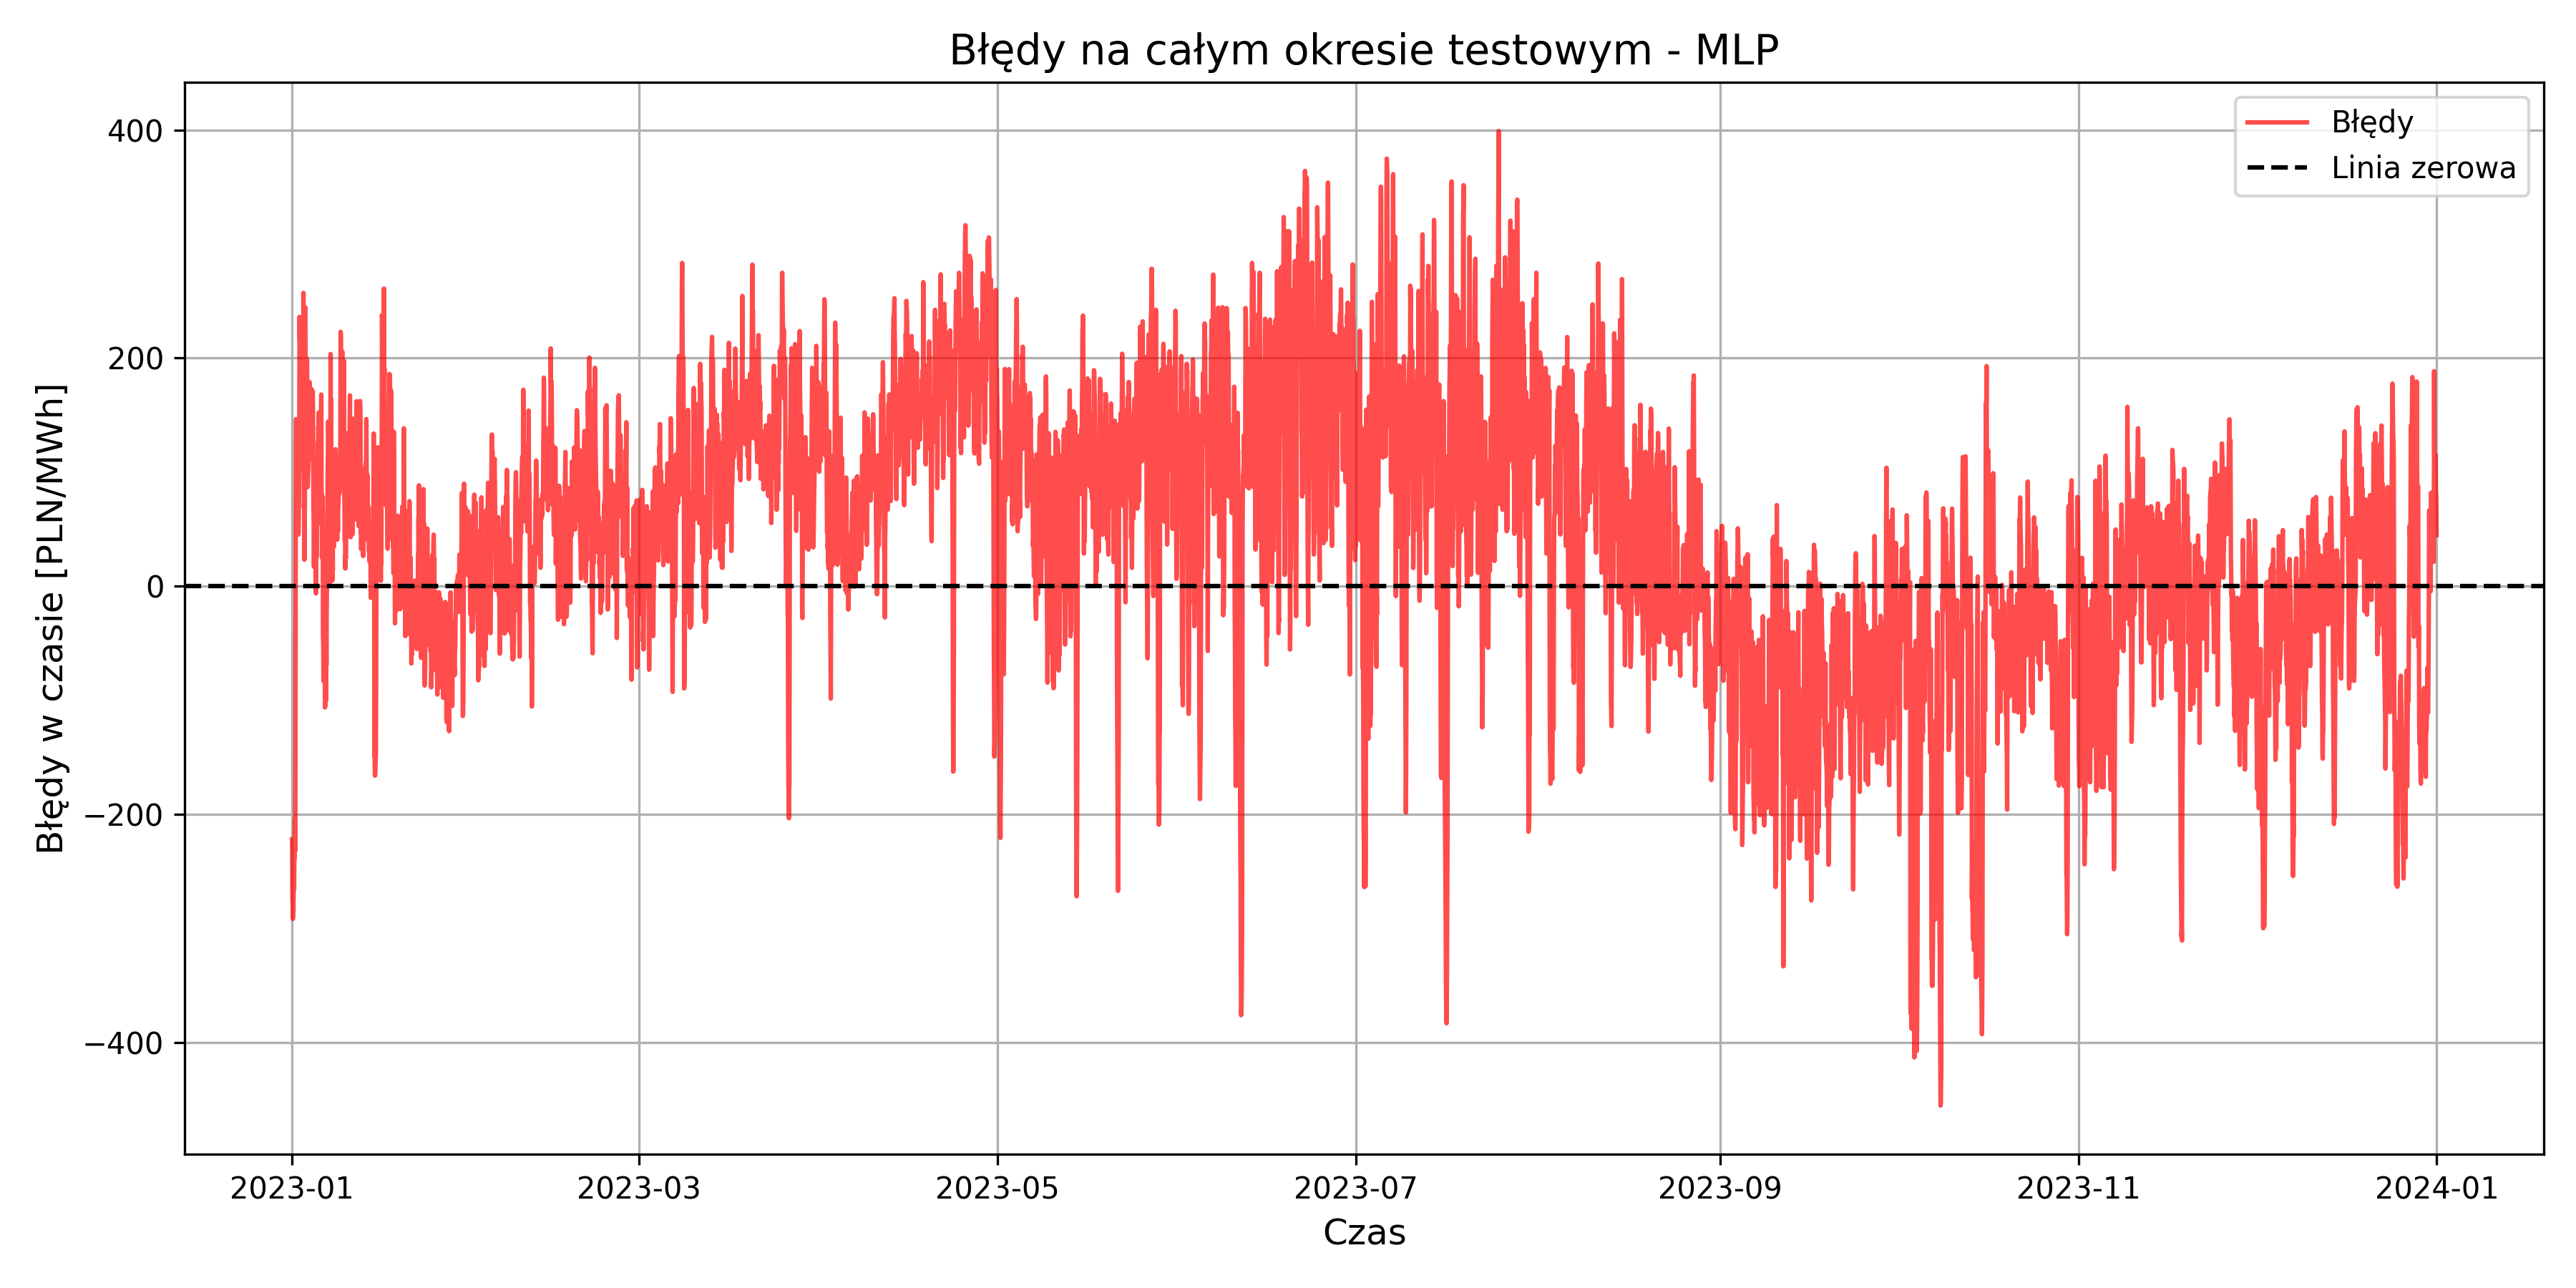 Błędy na całym okresie testowym - MLP
Błędy
Linia zerowa
Błędy w czasie [PLN/MWh]
400
200
0
−200
−400
2023-01
2023-03
2023-05
2023-07
2023-09
2023-11
2024-01
Czas